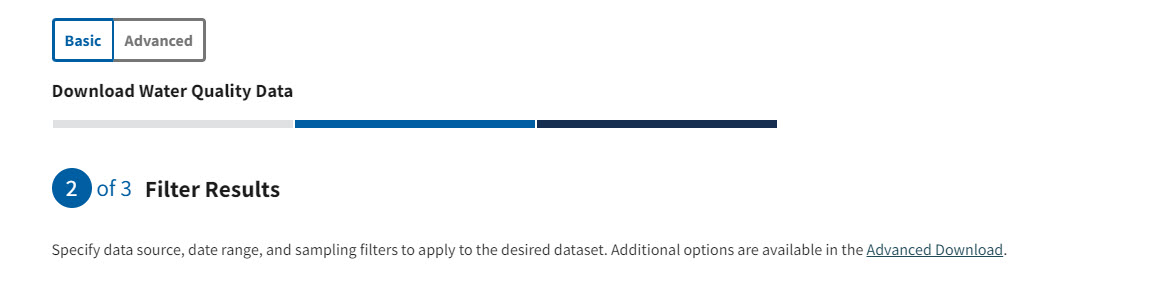 Basic Advanced
Download Water Quality Data
2 of 3 Filter Results
Specify data source, date range, and sampling filters to apply to the desired dataset. Additional options are available in the Advanced Download.